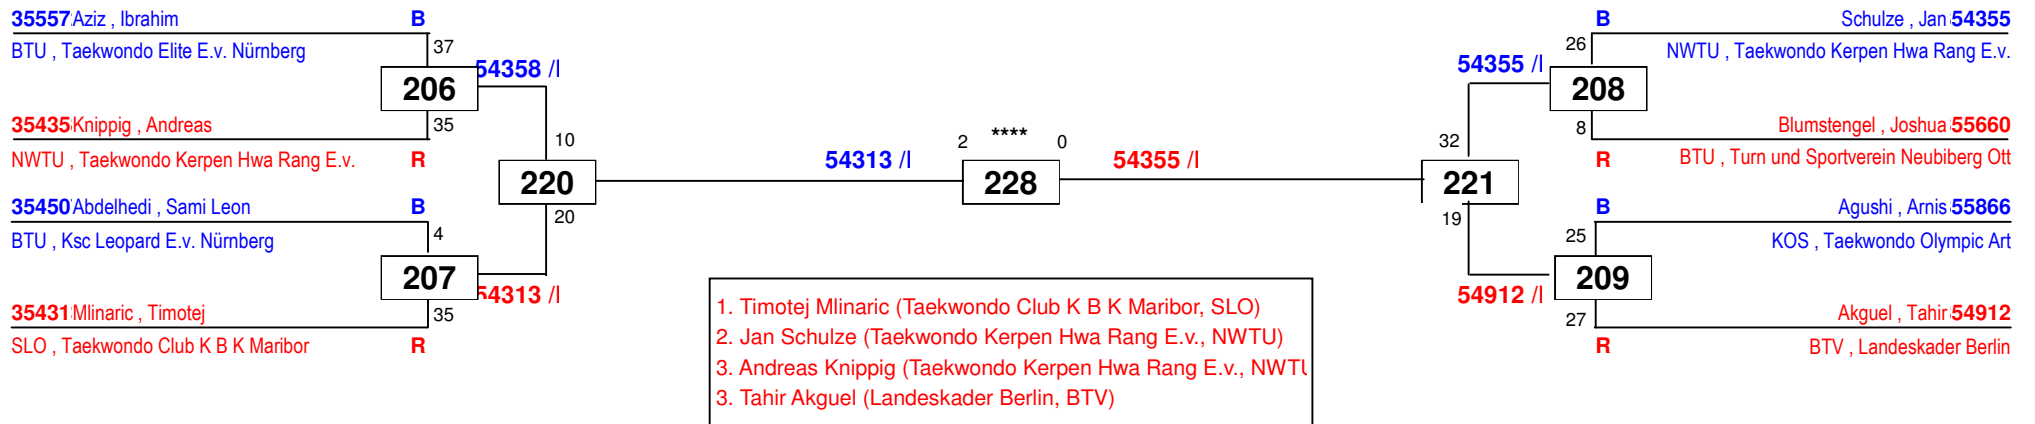 35557 Aziz , Ibrahim B
37
BTU , Taekwondo Elite E.v. Nürnberg
54358 /I
206
35
35435 Knippig , Andreas
NWTU , Taekwondo Kerpen Hwa Rang E.v. R
10
220
20
35450 Abdelhedi , Sami Leon B
4
BTU , Ksc Leopard E.v. Nürnberg
207
54313 /I
35431 Mlinaric , Timotej
35
SLO , Taekwondo Club K B K Maribor R
54313 /I
2 **** 0
228
54355 /I
1. Timotej Mlinaric (Taekwondo Club K B K Maribor, SLO)
2. Jan Schulze (Taekwondo Kerpen Hwa Rang E.v., NWTU)
3. Andreas Knippig (Taekwondo Kerpen Hwa Rang E.v., NWTU
3. Tahir Akguel (Landeskader Berlin, BTV)
B Schulze , Jan 54355
26
NWTU , Taekwondo Kerpen Hwa Rang E.v.
54355 /I
208
8
Blumstengel , Joshua 55660
R BTU , Turn und Sportverein Neubiberg Ott
32
221
19
B Agushi , Arnis 55866
25
KOS , Taekwondo Olympic Art
209
54912 /I
27
Akguel , Tahir 54912
R BTV , Landeskader Berlin